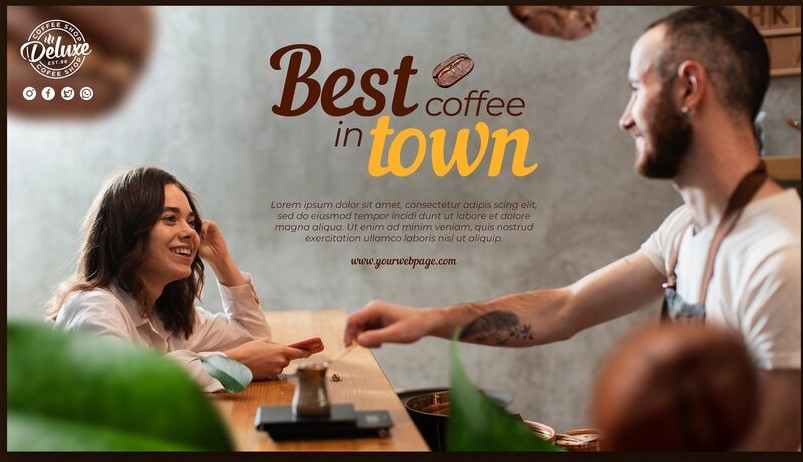 COFFEE SHOP
Deluxe
EST.98
COFEE SHOP
Best
coffee
in town
Lorem ipsum dolor sit amet, consectetur adipis scing elit,
sed do eiusmod tempor incidi dunt ut labore et dolore
magna aliqua. Ut enim ad minim veniam, quis nostrud
exercitation ullamco laboris nisi ut aliquip.
www.yourwebpage.com
HK